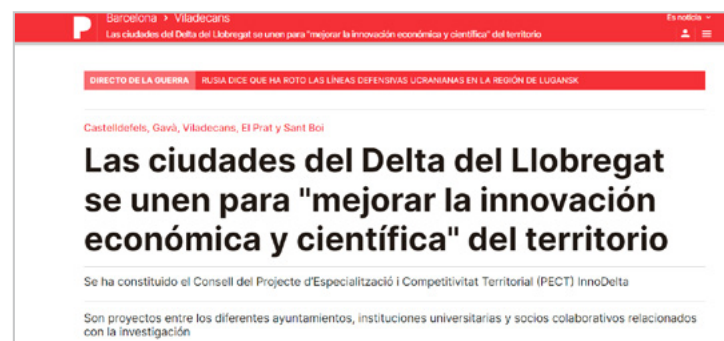 Barcelona > Viladecans
Es noticia
Las ciudades del Delta del Llobregat se unen para "mejorar la innovación económica y científica" del territorio
DIRECTO DE LA GUERRA RUSIA DICE QUE HA ROTO LAS LÍNEAS DEFENSIVAS UCRANIANAS EN LA REGIÓN DE LUGANSK
Castelldefels, Gavà, Viladecans, El Prat y Sant Boi
Las ciudades del Delta del Llobregat
se unen para "mejorar la innovación
económica y científica" del territorio
Se ha constituido el Consell del Projecte d'Especialització i Competitivitat Territorial (PECT) InnoDelta
Son proyectos entre los diferentes ayuntamientos, instituciones universitarias y socios colaborativos relacionados
con la investigación